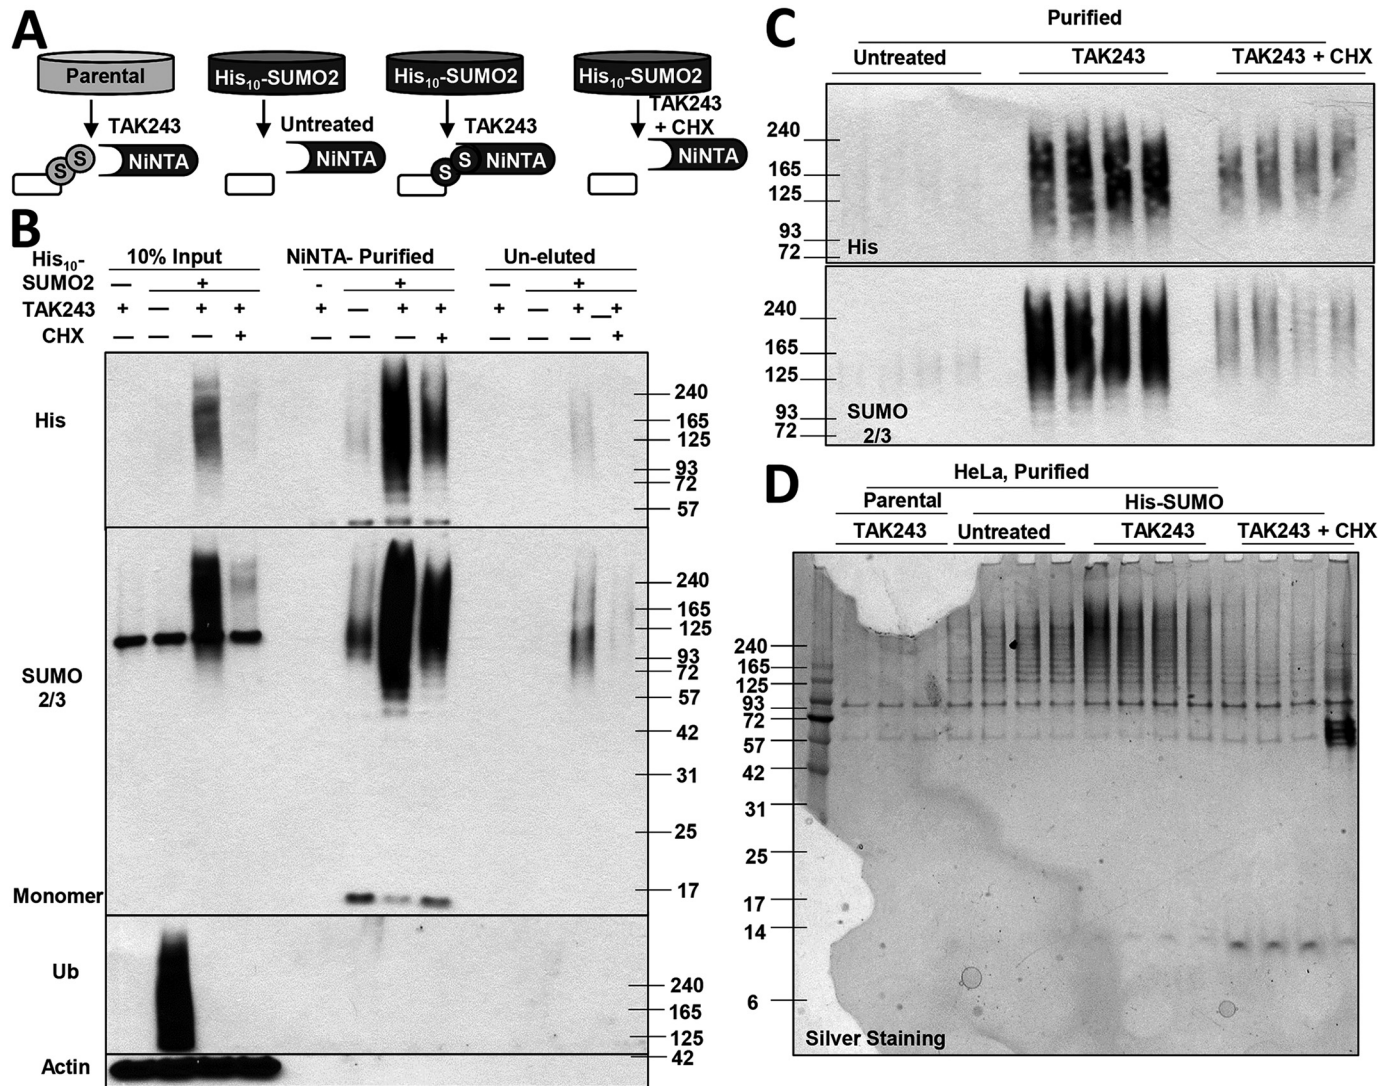 A
Parental
His10-SUMO2
His10-SUMO2
His10-SUMO2
TAK243
Untreated
TAK243
TAK243
+ CHX
S
S
NiNTA
NiNTA
S
S
NiNTA
NiNTA
B
His10-
SUMO2
10% Input
NiNTA- Purified
Un-eluted
— + - + — +
TAK243
+ — + + + — + + + — + — +
CHX
— — — + — — — + — — — +
His
240
165
125
93
72
57
SUMO
2/3
240
165
125
93
72
57
42
31
25
17
Monomer
Ub
240
165
125
Actin
42
C
Purified
Untreated
TAK243
TAK243 + CHX
240
165
125
93
72
His
240
165
125
93
72
SUMO
2/3
D
HeLa, Purified
Parental
His-SUMO
TAK243
Untreated
TAK243
TAK243 + CHX
240
165
125
93
72
57
42
31
25
17
14
6
Silver Staining